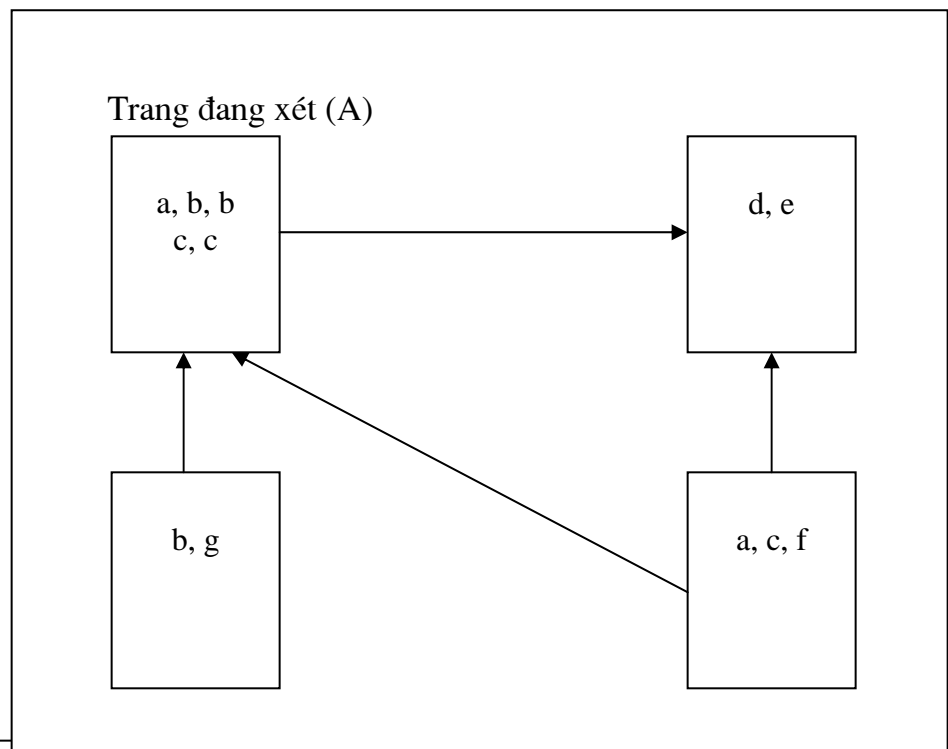 Trang đang xét (A)
a, b, b
c, c
d, e
b, g
a, c, f